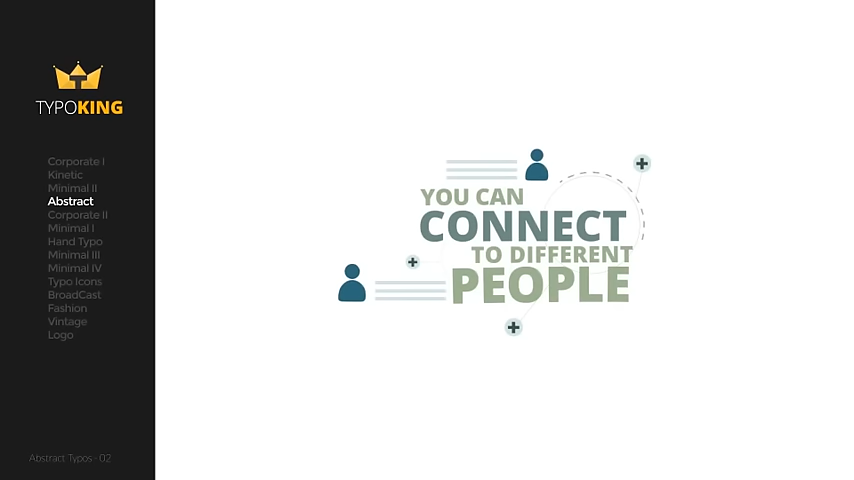 TYPOKING
Corporate I
Kinetic
Minimal II
Abstract
Corporate II
Minimal I
Hand Typo
Minimal III
Minimal IV
Typo Icons
BroadCast
Fashion
Vintage
Logo
Abstract Typos - 02
YOU CAN
CONNECT
TO DIFFERENT
PEOPLE